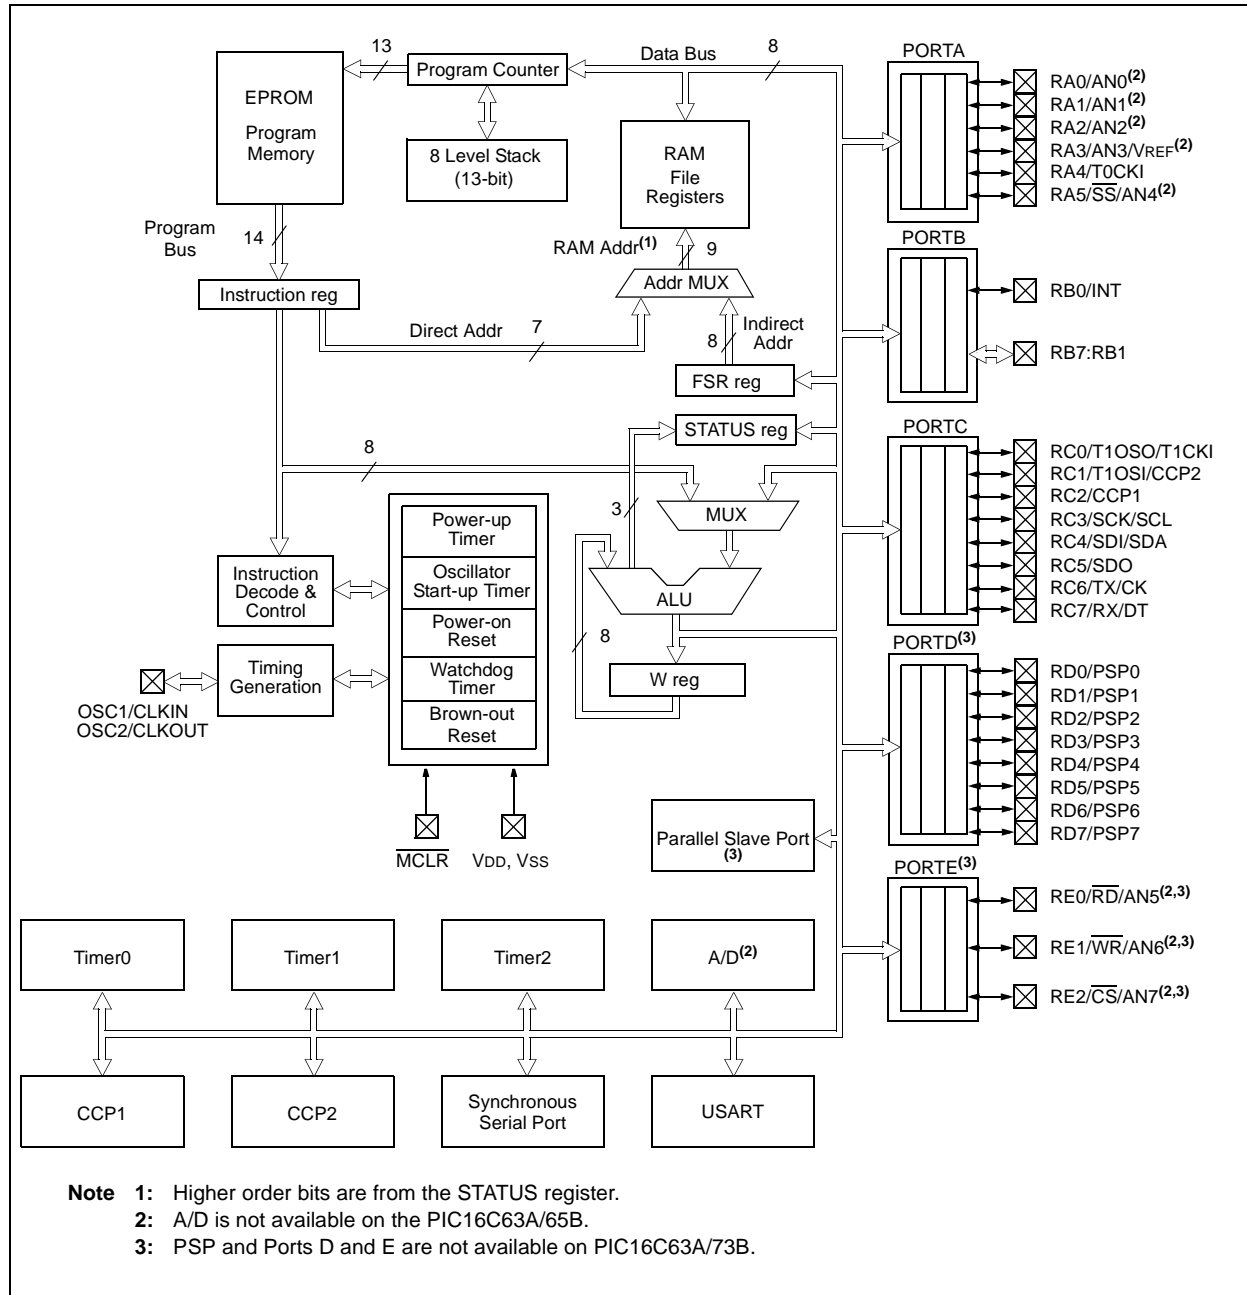 13
Data Bus
8
PORTA
EPROM
Program
Memory
Program Counter
8 Level Stack
(13-bit)
RAM
File
Registers
RA0/AN0(2)
RA1/AN1(2)
RA2/AN2(2)
RA3/AN3/VREF(2)
RA4/T0CKI
RA5/SS/AN4(2)
Program
Bus
14
RAM Addr(1)
9
PORTB
Addr MUX
Instruction reg
RB0/INT
Direct Addr
7
8
Indirect
Addr
RB7:RB1
FSR reg
STATUS reg
PORTC
8
RC0/T1OSO/T1CKI
RC1/T1OSI/CCP2
RC2/CCP1
RC3/SCK/SCL
RC4/SDI/SDA
RC5/SDO
RC6/TX/CK
RC7/RX/DT
3
MUX
Power-up
Timer
Oscillator
Start-up Timer
Power-on
Reset
Watchdog
Timer
Brown-out
Reset
Instruction
Decode &
Control
ALU
8
W reg
Timing
Generation
OSC1/CLKIN
OSC2/CLKOUT
PORTD(3)
RD0/PSP0
RD1/PSP1
RD2/PSP2
RD3/PSP3
RD4/PSP4
RD5/PSP5
RD6/PSP6
RD7/PSP7
MCLR
VDD, VSS
Parallel Slave Port
(3)
PORTE(3)
RE0/RD/AN5(2,3)
RE1/WR/AN6(2,3)
RE2/CS/AN7(2,3)
Timer0
Timer1
Timer2
A/D(2)
CCP1
CCP2
Synchronous
Serial Port
USART
Note 1: Higher order bits are from the STATUS register.
2: A/D is not available on the PIC16C63A/65B.
3: PSP and Ports D and E are not available on PIC16C63A/73B.